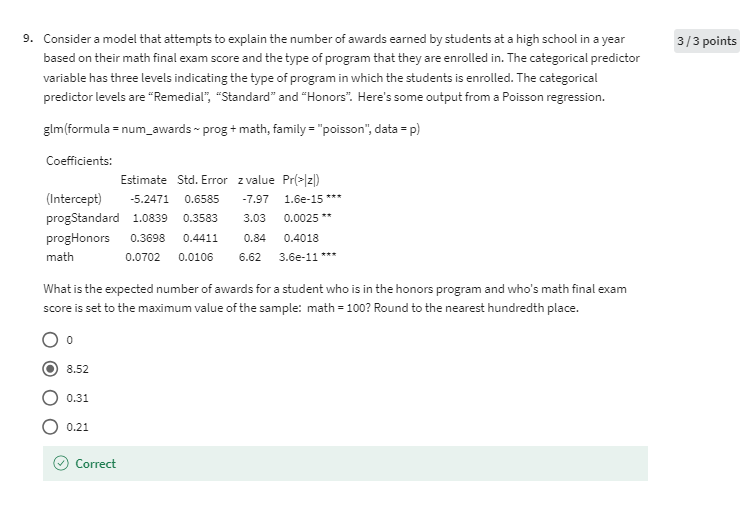 9. Consider a model that attempts to explain the number of awards earned by students at a high school in a year
3 / 3 points
based on their math final exam score and the type of program that they are enrolled in. The categorical predictor
variable has three levels indicating the type of program in which the students is enrolled. The categorical
predictor levels are “Remedial”, “Standard” and “Honors”. Here's some output from a Poisson regression.
glm(formula = num_awards ~ prog + math, family = "poisson", data = p)
Coefficients:
Estimate Std. Error z value Pr(>|z|)
(Intercept) -5.2471 0.6585 -7.97 1.6e-15 ***
progStandard 1.0839 0.3583 3.03 0.0025 **
progHonors 0.3698 0.4411 0.84 0.4018
math 0.0702 0.0106 6.62 3.6e-11 ***
What is the expected number of awards for a student who is in the honors program and who's math final exam
score is set to the maximum value of the sample: math = 100? Round to the nearest hundredth place.
0
8.52
0.31
0.21
Correct